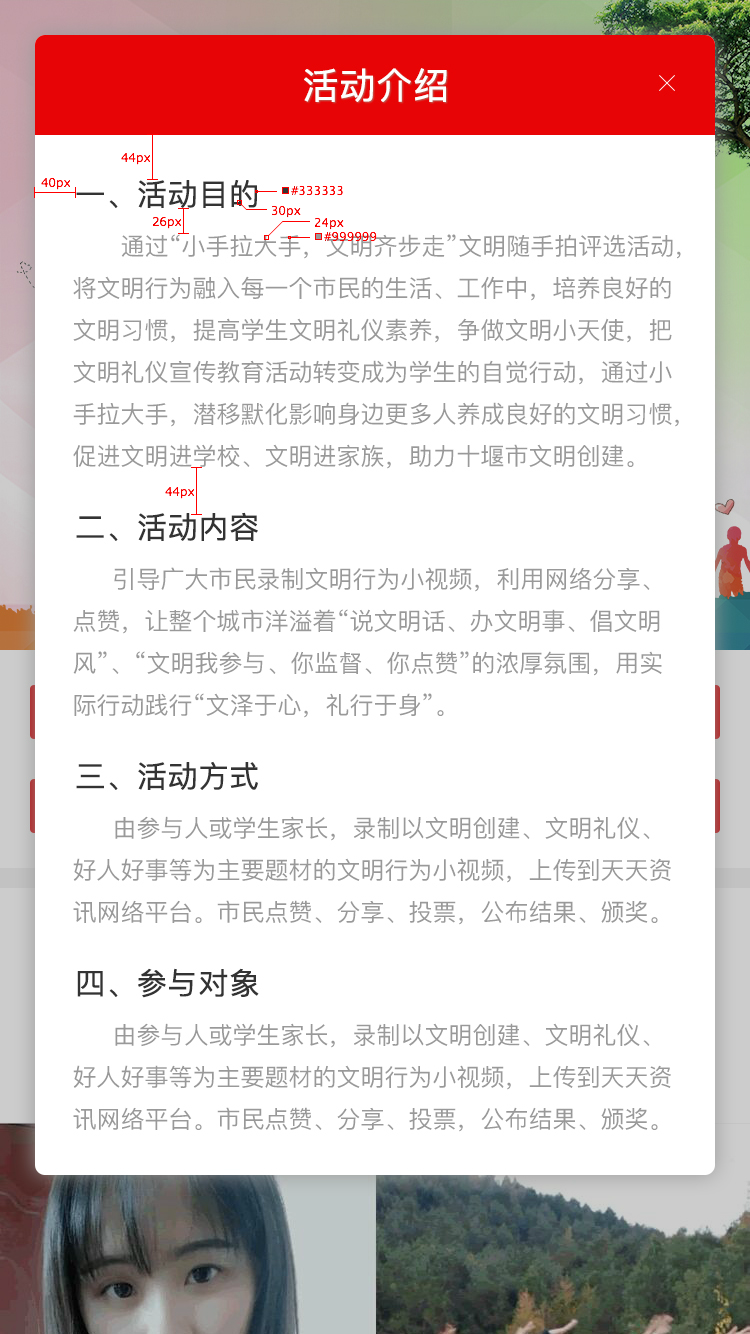 活动介绍
44px
40px
一、活动目的
#333333
30px
26px
24px
#999999
通过“小手拉大手，文明齐步走”文明随手拍评选活动，
将文明行为融入每一个市民的生活、工作中，培养良好的
文明习惯，提高学生文明礼仪素养，争做文明小天使，把
文明礼仪宣传教育活动转变成为学生的自觉行动，通过小
手拉大手，潜移默化影响身边更多人养成良好的文明习惯，
促进文明进学校、文明进家族，助力十堰市文明创建。
44px
二、活动内容
引导广大市民录制文明行为小视频，利用网络分享、
点赞，让整个城市洋溢着“说文明话、办文明事、倡文明
风”、“文明我参与、你监督、你点赞”的浓厚氛围，用实
际行动践行“文泽于心，礼行于身”。
三、活动方式
由参与人或学生家长，录制以文明创建、文明礼仪、
好人好事等为主要题材的文明行为小视频，上传到天天资
讯网络平台。市民点赞、分享、投票，公布结果、颁奖。
四、参与对象
由参与人或学生家长，录制以文明创建、文明礼仪、
好人好事等为主要题材的文明行为小视频，上传到天天资
讯网络平台。市民点赞、分享、投票，公布结果、颁奖。